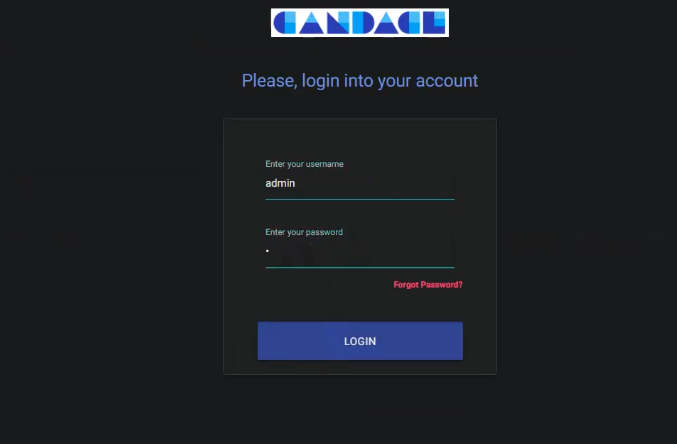 CANDACE
Please, login into your account
Enter your username
admin
Enter your password
•
Forgot Password?
LOGIN